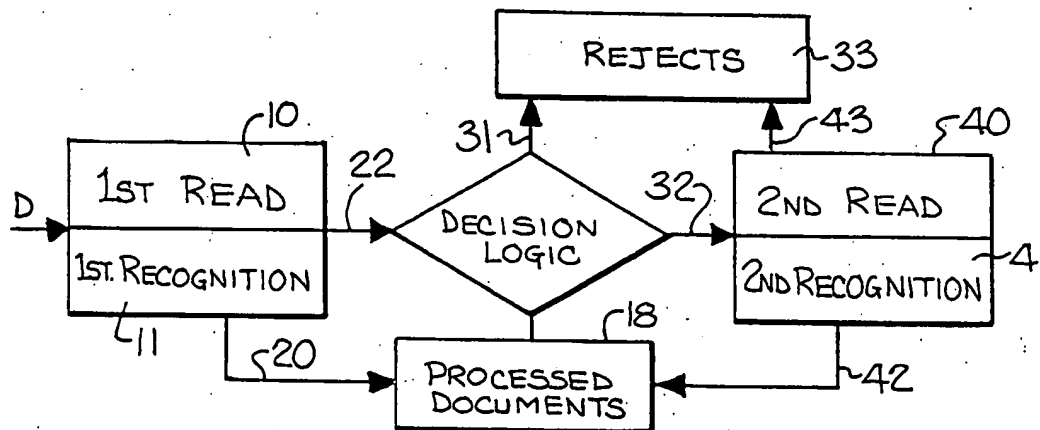 REJECTS
33
10
31
43
40
1ST READ
22
32
2ND READ
D
DECISION
LOGIC
1ST. RECOGNITION
2ND RECOGNITION
4
11
18
20
PROCESSED
DOCUMENTS
42